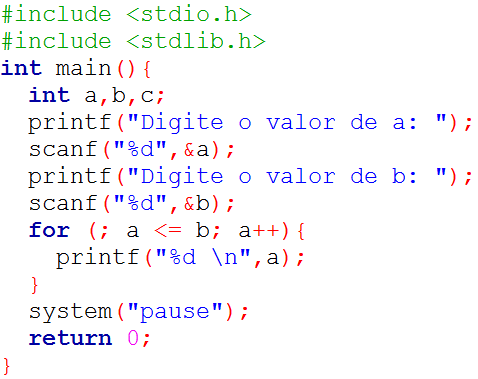 #include <stdio.h>
#include <stdlib.h>
int main(){
  int a,b,c;
  printf("Digite o valor de a: ");
  scanf("%d",&a);
  printf("Digite o valor de b: ");
  scanf("%d",&b);
  for (; a <= b; a++){
    printf("%d \n",a);
  }
  system("pause");
  return 0;
}